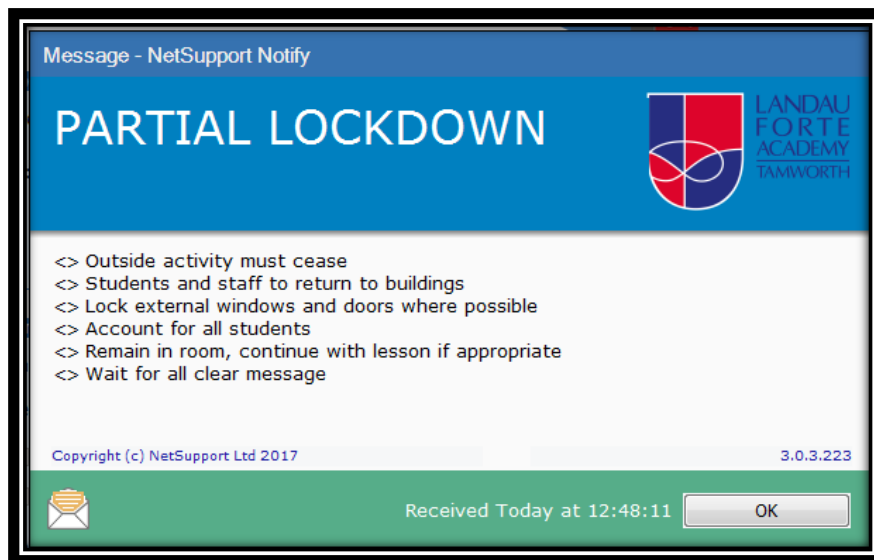 Message - NetSupport Notify
PARTIAL LOCKDOWN
LANDAU
FORTE
ACADEMY
TAMWORTH
<> Outside activity must cease
<> Students and staff to return to buildings
<> Lock external windows and doors where possible
<> Account for all students
<> Remain in room, continue with lesson if appropriate
<> Wait for all clear message
Copyright (c) NetSupport Ltd 2017
3.0.3.223
Received Today at 12:48:11
OK